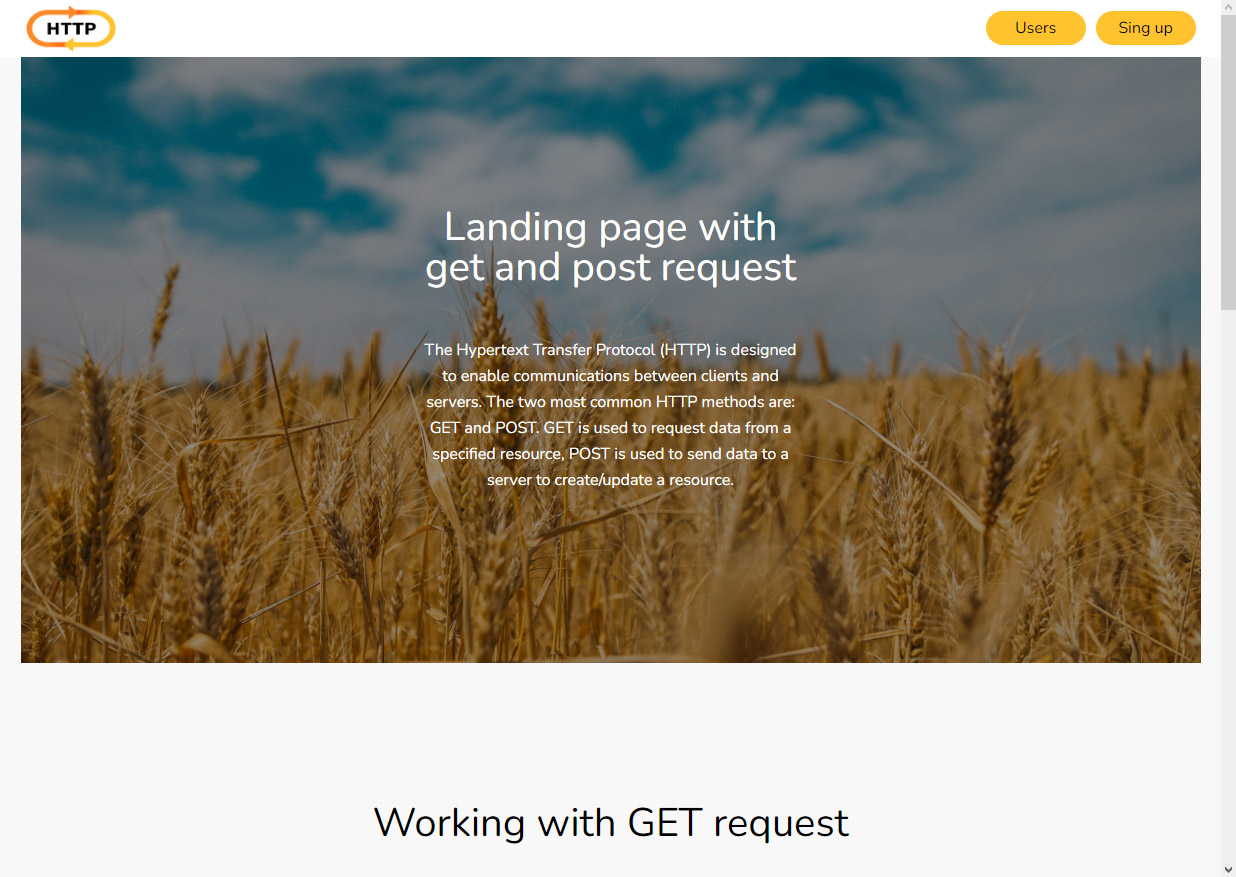 HTTP
Users
Sing up
Landing page with
get and post request
The Hypertext Transfer Protocol (HTTP) is designed
to enable communications between clients and
servers. The two most common HTTP methods are:
GET and POST. GET is used to request data from a
specified resource, POST is used to send data to a
server to create/update a resource.
Working with GET request